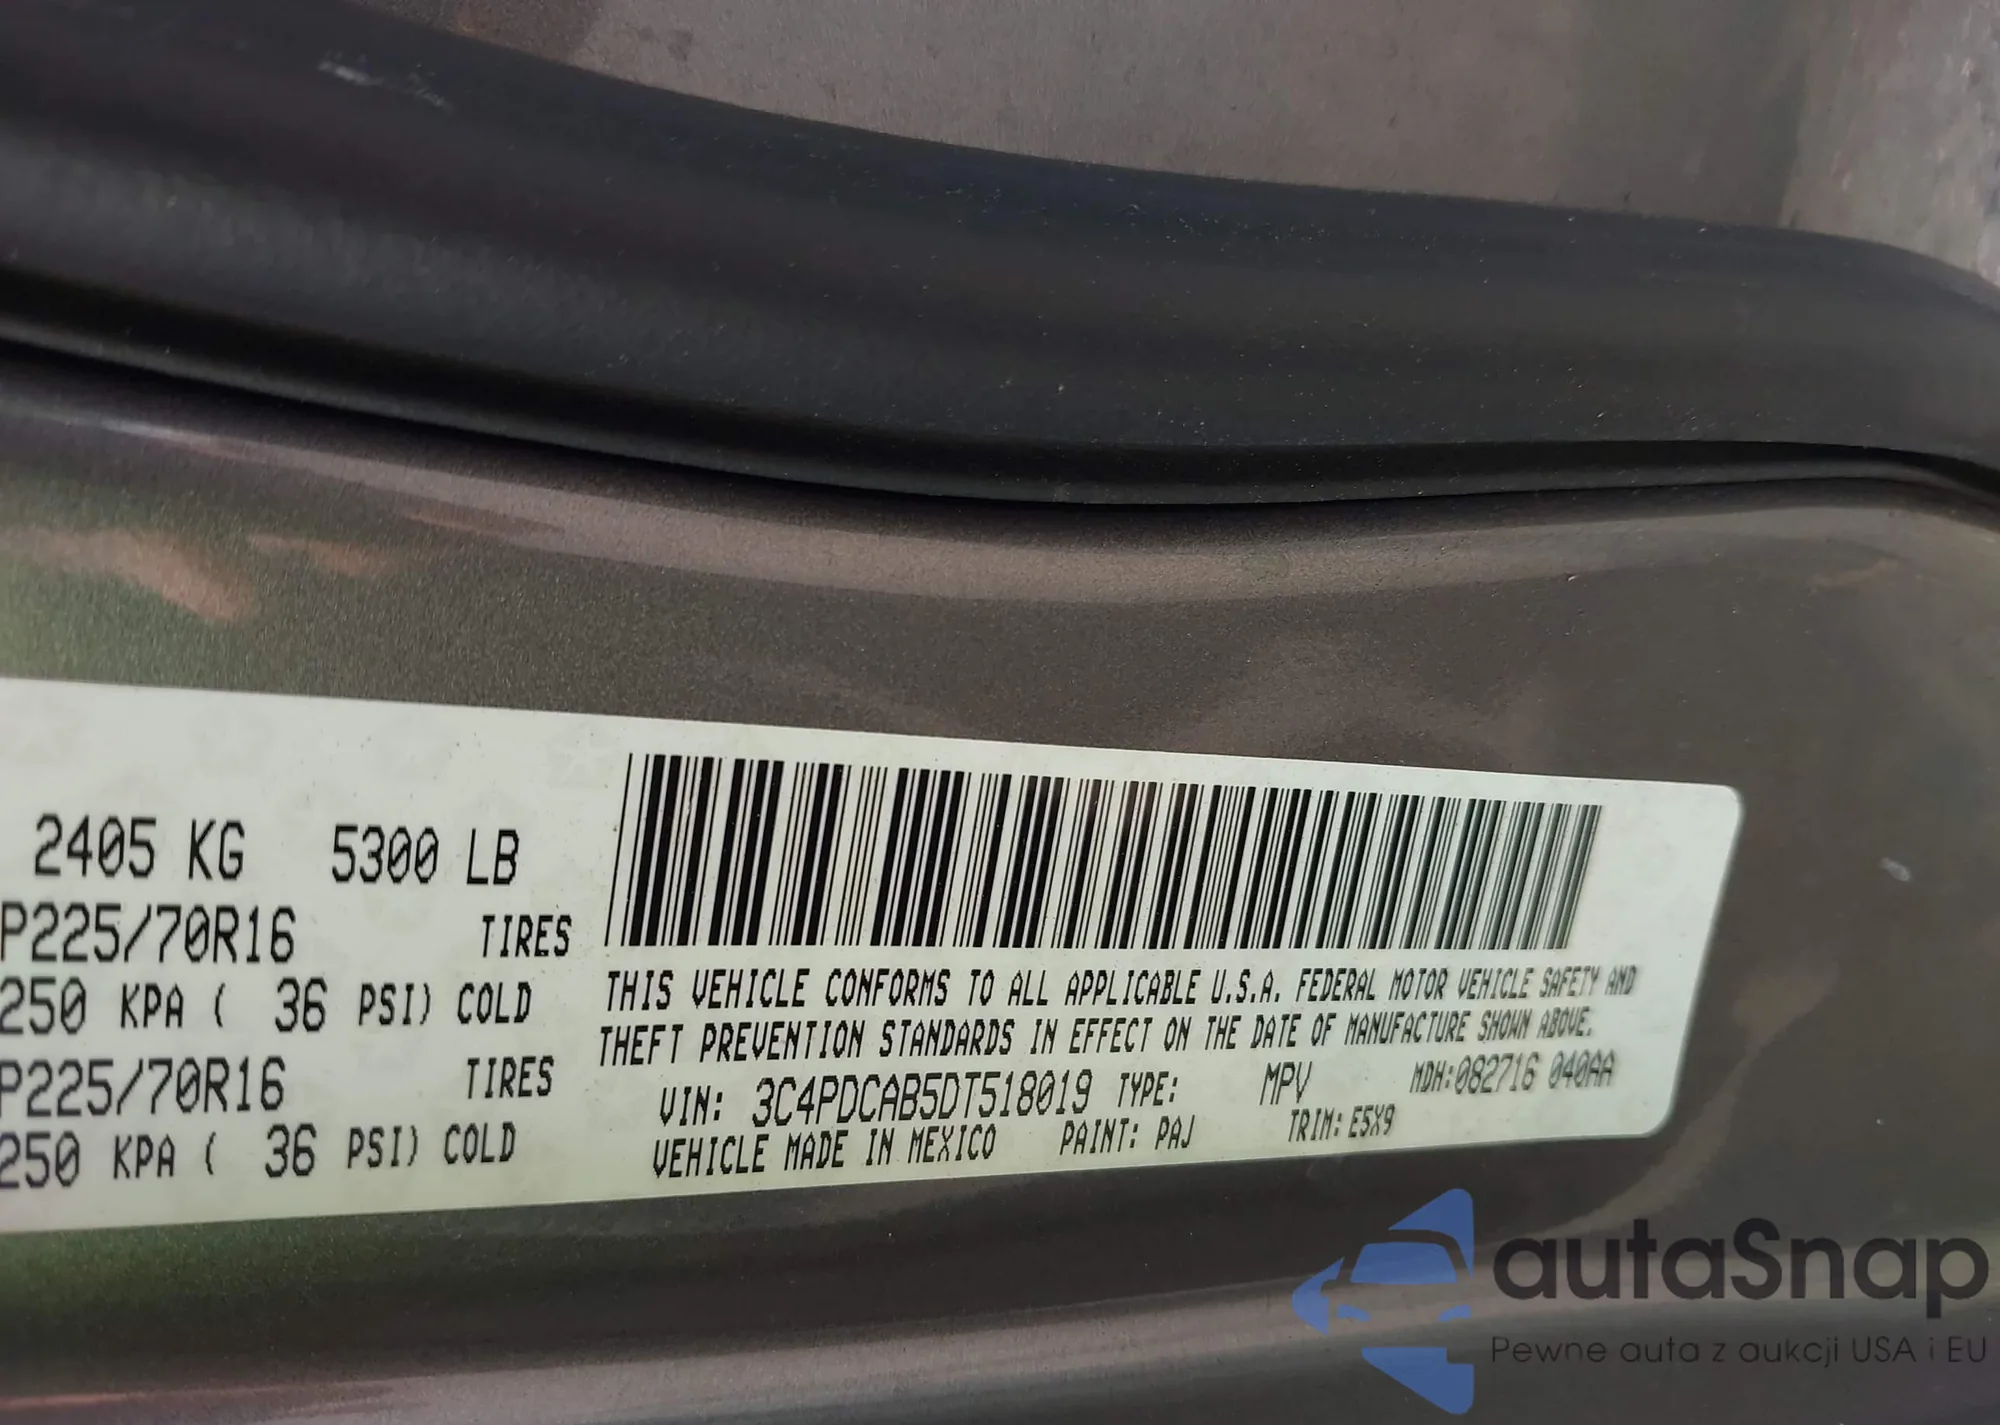 2405 KG 5300 LB
P225/70R16 TIRES
250 KPA ( 36 PSI) COLD
P225/70R16 TIRES
250 KPA ( 36 PSI) COLD
THIS VEHICLE CONFORMS TO ALL APPLICABLE U.S.A. FEDERAL MOTOR VEHICLE SAFETY AND
THEFT PREVENTION STANDARDS IN EFFECT ON THE DATE OF MANUFACTURE SHOWN ABOVE.
VIN: 3C4PDCAB5DT518019 TYPE: MPV MDH:082716 040AA
VEHICLE MADE IN MEXICO PAINT: PAJ TRIM: E5X9
autaSnap
Pewne auta z aukcji USA i EU